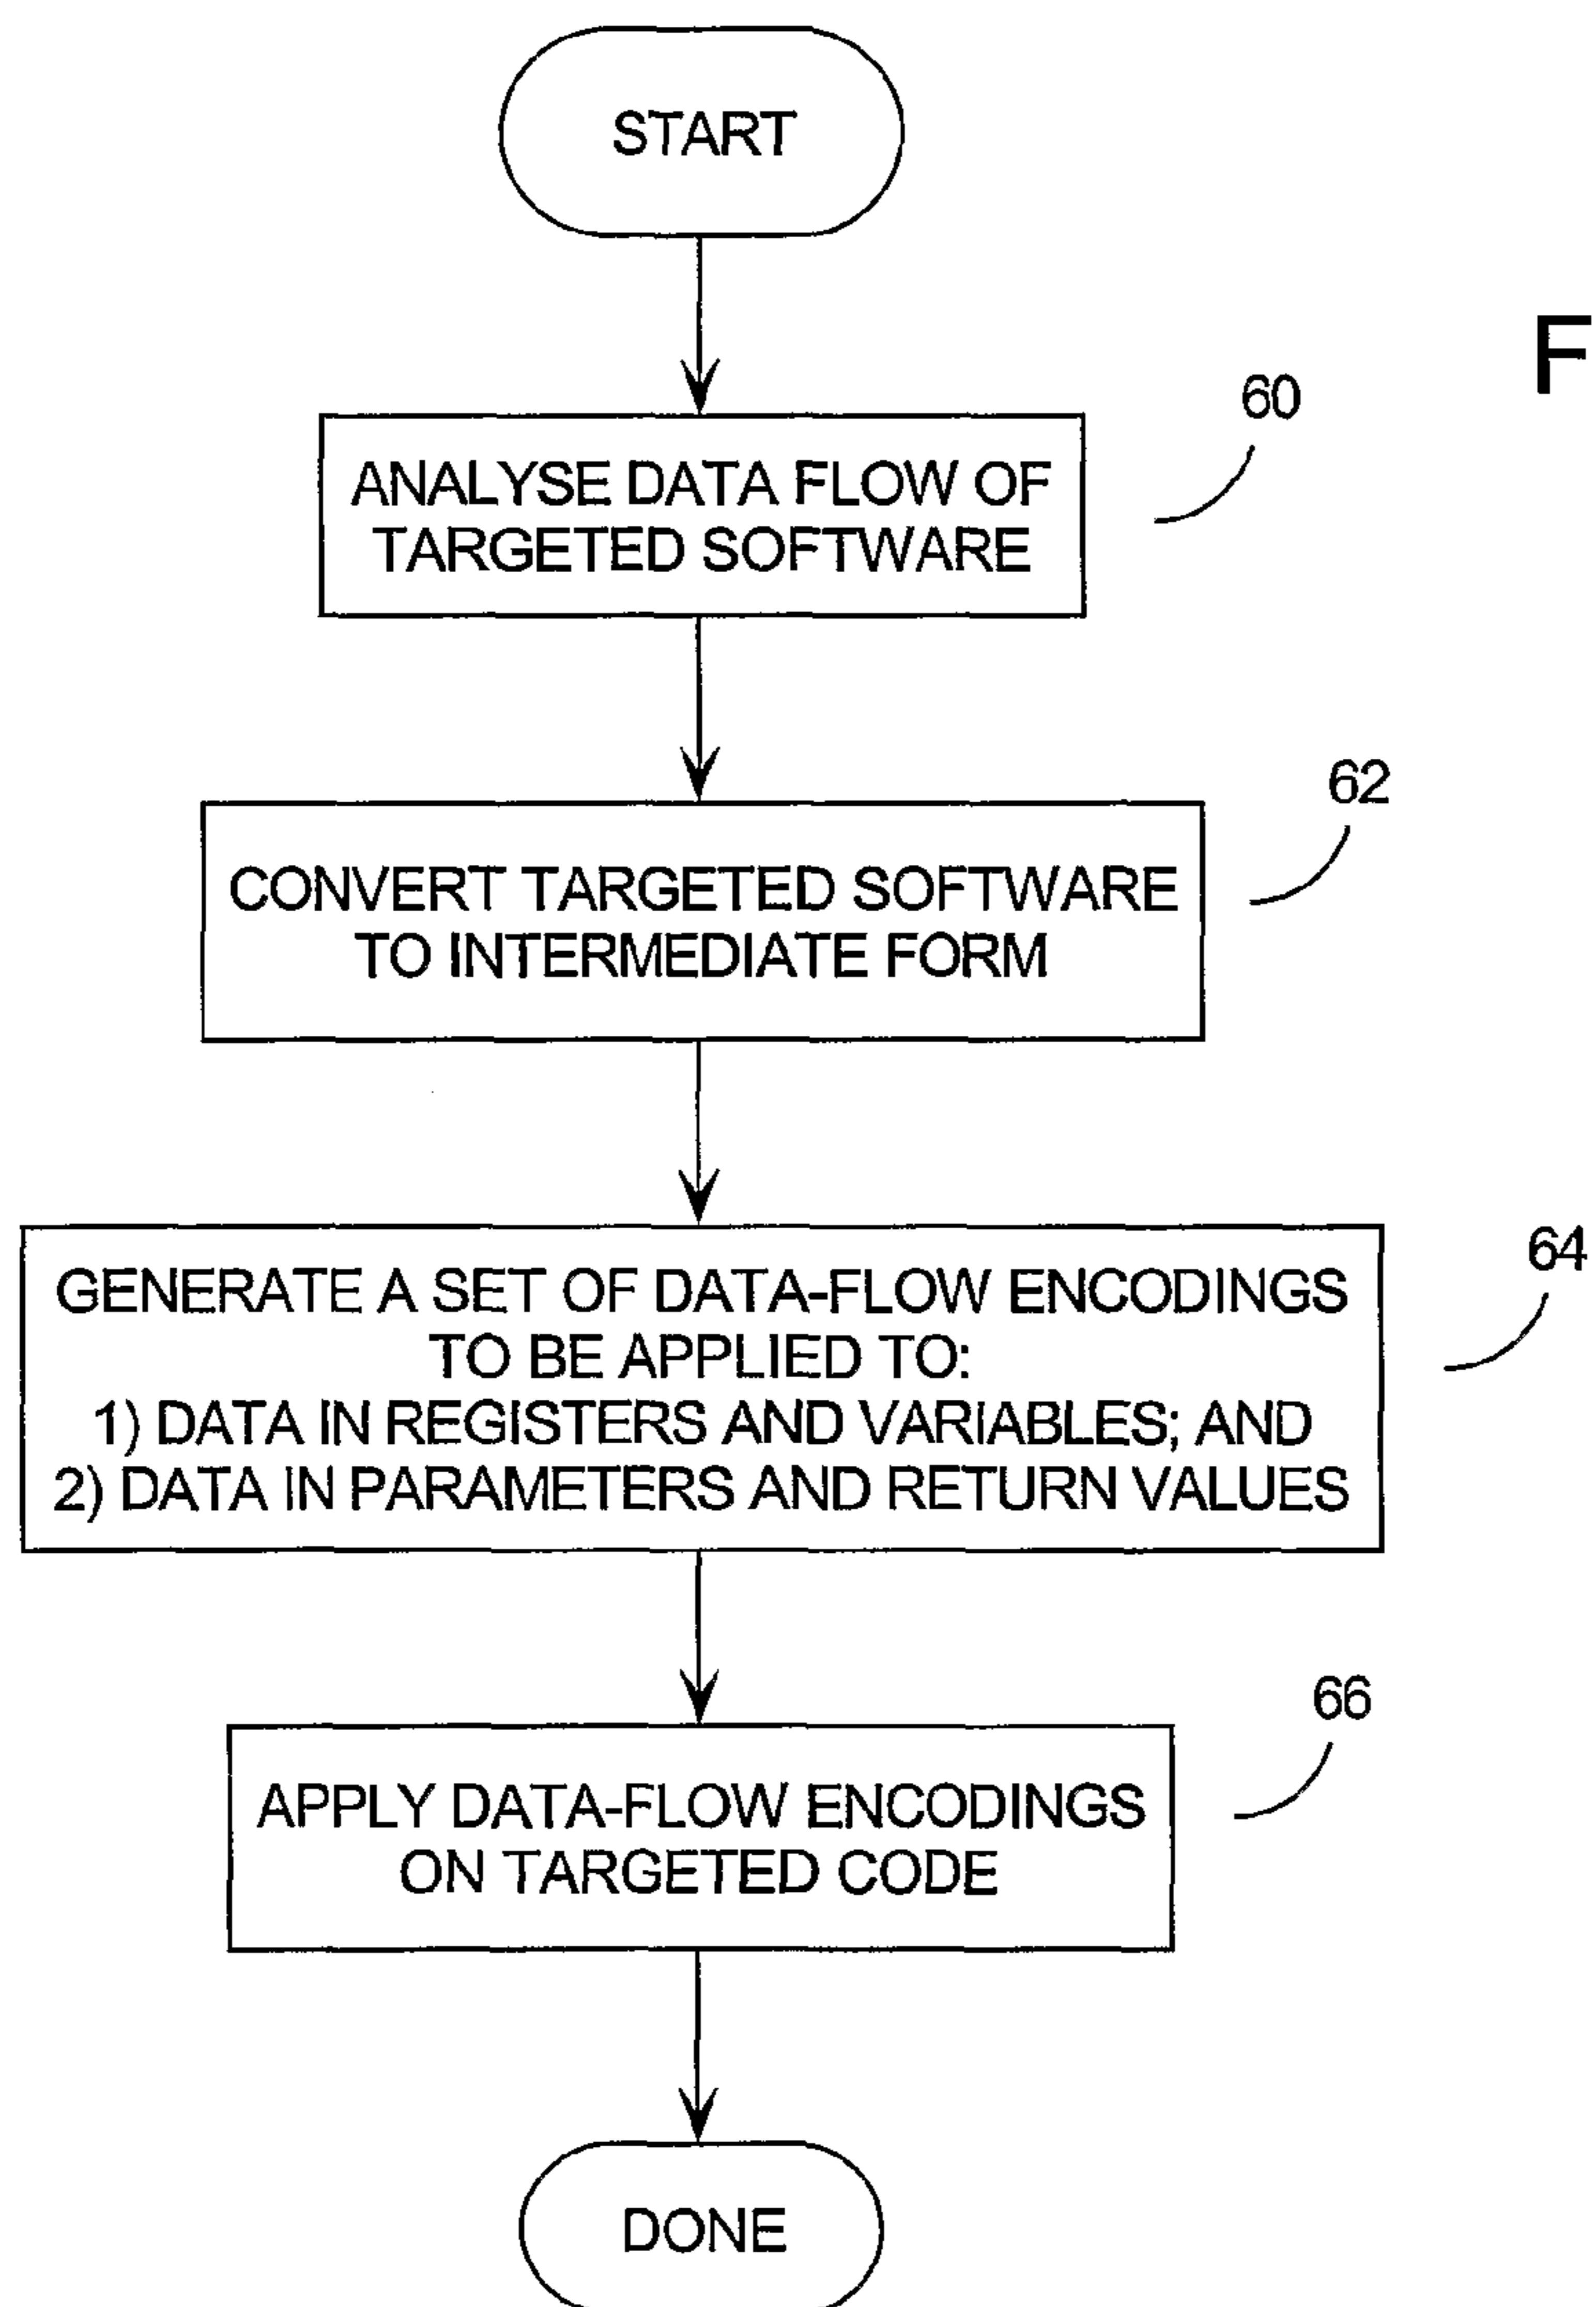 START
F
60
ANALYSE DATA FLOW OF
TARGETED SOFTWARE
62
CONVERT TARGETED SOFTWARE
TO INTERMEDIATE FORM
64
GENERATE A SET OF DATA-FLOW ENCODINGS
TO BE APPLIED TO:
1) DATA IN REGISTERS AND VARIABLES; AND
2) DATA IN PARAMETERS AND RETURN VALUES
66
APPLY DATA-FLOW ENCODINGS
ON TARGETED CODE
DONE